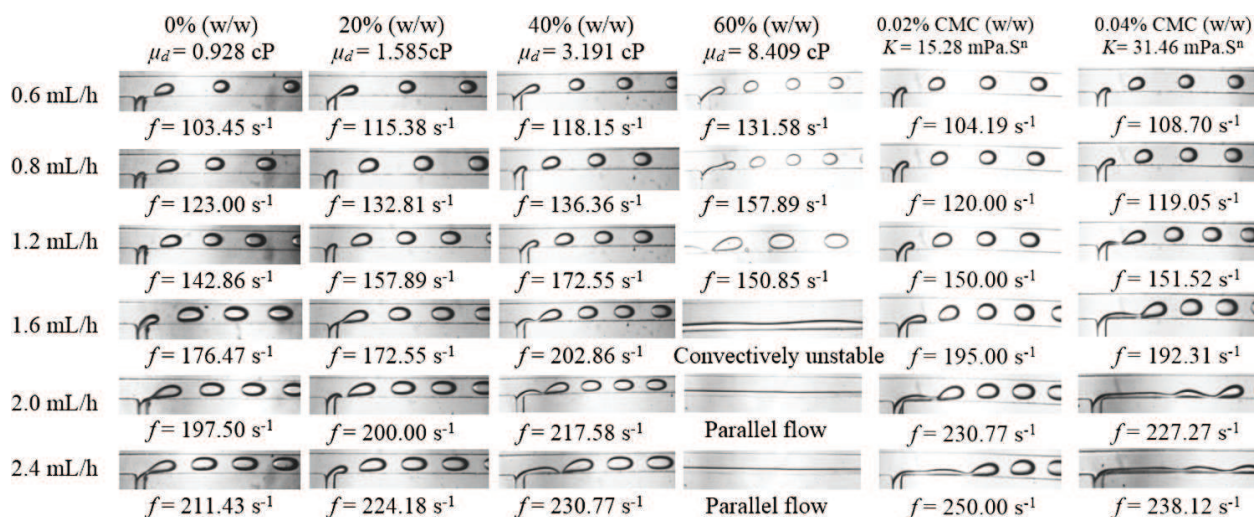 0% (w/w) 20% (w/w) 40% (w/w) 60% (w/w) 0.02% CMC (w/w) 0.04% CMC (w/w)
μd = 0.928 cP μd = 1.585cP μd = 3.191 cP μd = 8.409 cP K = 15.28 mPa.Sⁿ K = 31.46 mPa.Sⁿ
0.6 mL/h
f = 103.45 s⁻¹ f = 115.38 s⁻¹ f = 118.15 s⁻¹ f = 131.58 s⁻¹ f = 104.19 s⁻¹ f = 108.70 s⁻¹
0.8 mL/h
f = 123.00 s⁻¹ f = 132.81 s⁻¹ f = 136.36 s⁻¹ f = 157.89 s⁻¹ f = 120.00 s⁻¹ f = 119.05 s⁻¹
1.2 mL/h
f = 142.86 s⁻¹ f = 157.89 s⁻¹ f = 172.55 s⁻¹ f = 150.85 s⁻¹ f = 150.00 s⁻¹ f = 151.52 s⁻¹
1.6 mL/h
f = 176.47 s⁻¹ f = 172.55 s⁻¹ f = 202.86 s⁻¹ Convectively unstable f = 195.00 s⁻¹ f = 192.31 s⁻¹
2.0 mL/h
f = 197.50 s⁻¹ f = 200.00 s⁻¹ f = 217.58 s⁻¹ Parallel flow f = 230.77 s⁻¹ f = 227.27 s⁻¹
2.4 mL/h
f = 211.43 s⁻¹ f = 224.18 s⁻¹ f = 230.77 s⁻¹ Parallel flow f = 250.00 s⁻¹ f = 238.12 s⁻¹